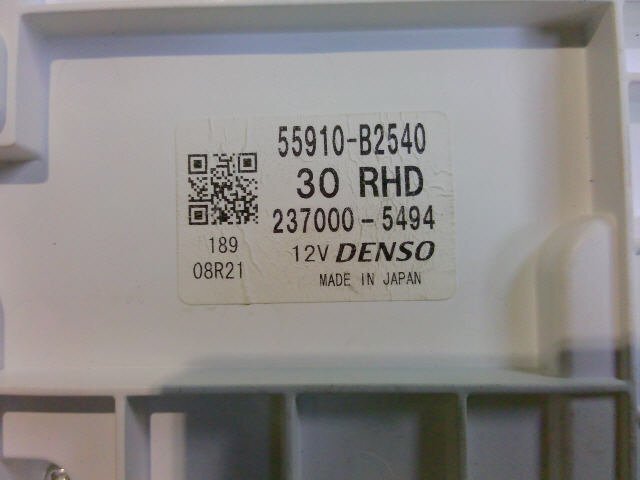 55910-B2540
30 RHD
237000-5494
189
12V DENSO
08R21
MADE IN JAPAN